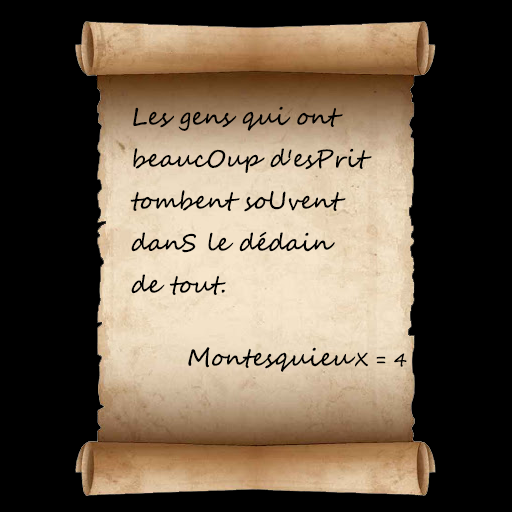 Les gens qui ont
beaucOup d'esPrit
tombent soUvent
danS le dédain
de tout.
MontesquieuX = 4